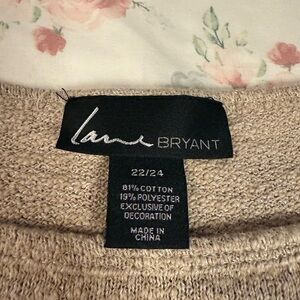 Lane BRYANT
22/24
81% COTTON
19% POLYESTER
EXCLUSIVE OF
DECORATION
MADE IN
CHINA